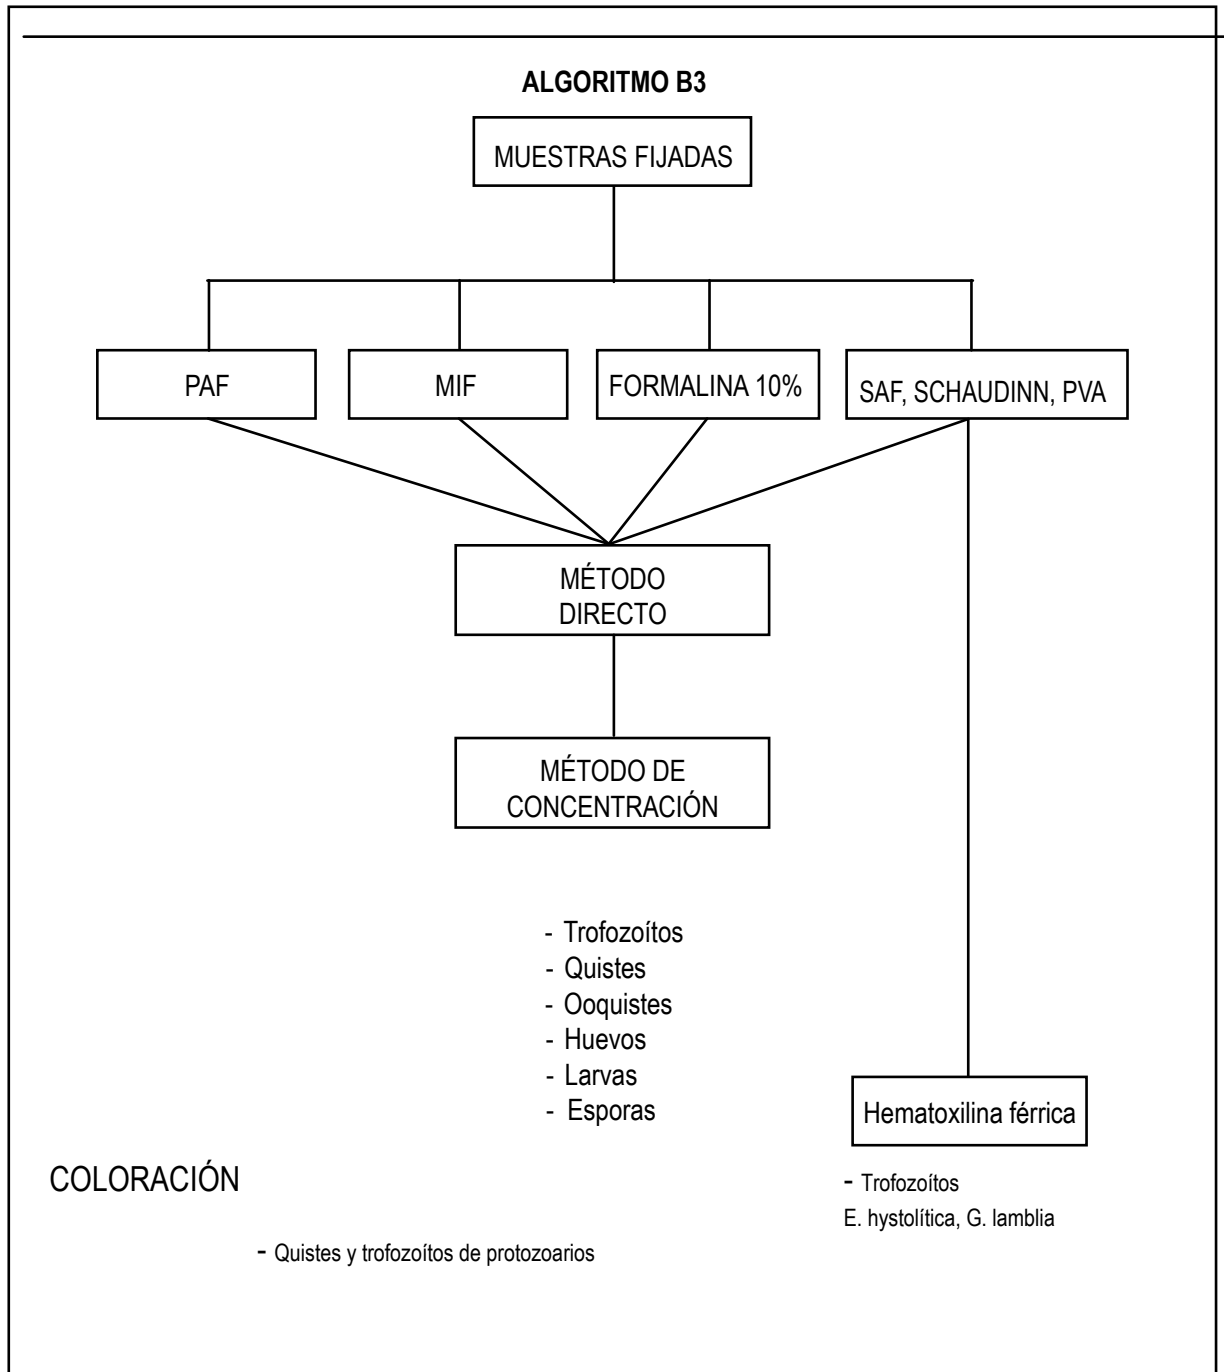 ALGORITMO B3
MUESTRAS FIJADAS
PAF
MIF
FORMALINA 10%
SAF, SCHAUDINN, PVA
MÉTODO
DIRECTO
MÉTODO DE
CONCENTRACIÓN
- Trofozoítos
- Quistes
- Ooquistes
- Huevos
- Larvas
- Esporas
Hematoxilina férrica
COLORACIÓN
- Trofozoítos
E. hystolítica, G. lamblia
- Quistes y trofozoítos de protozoarios